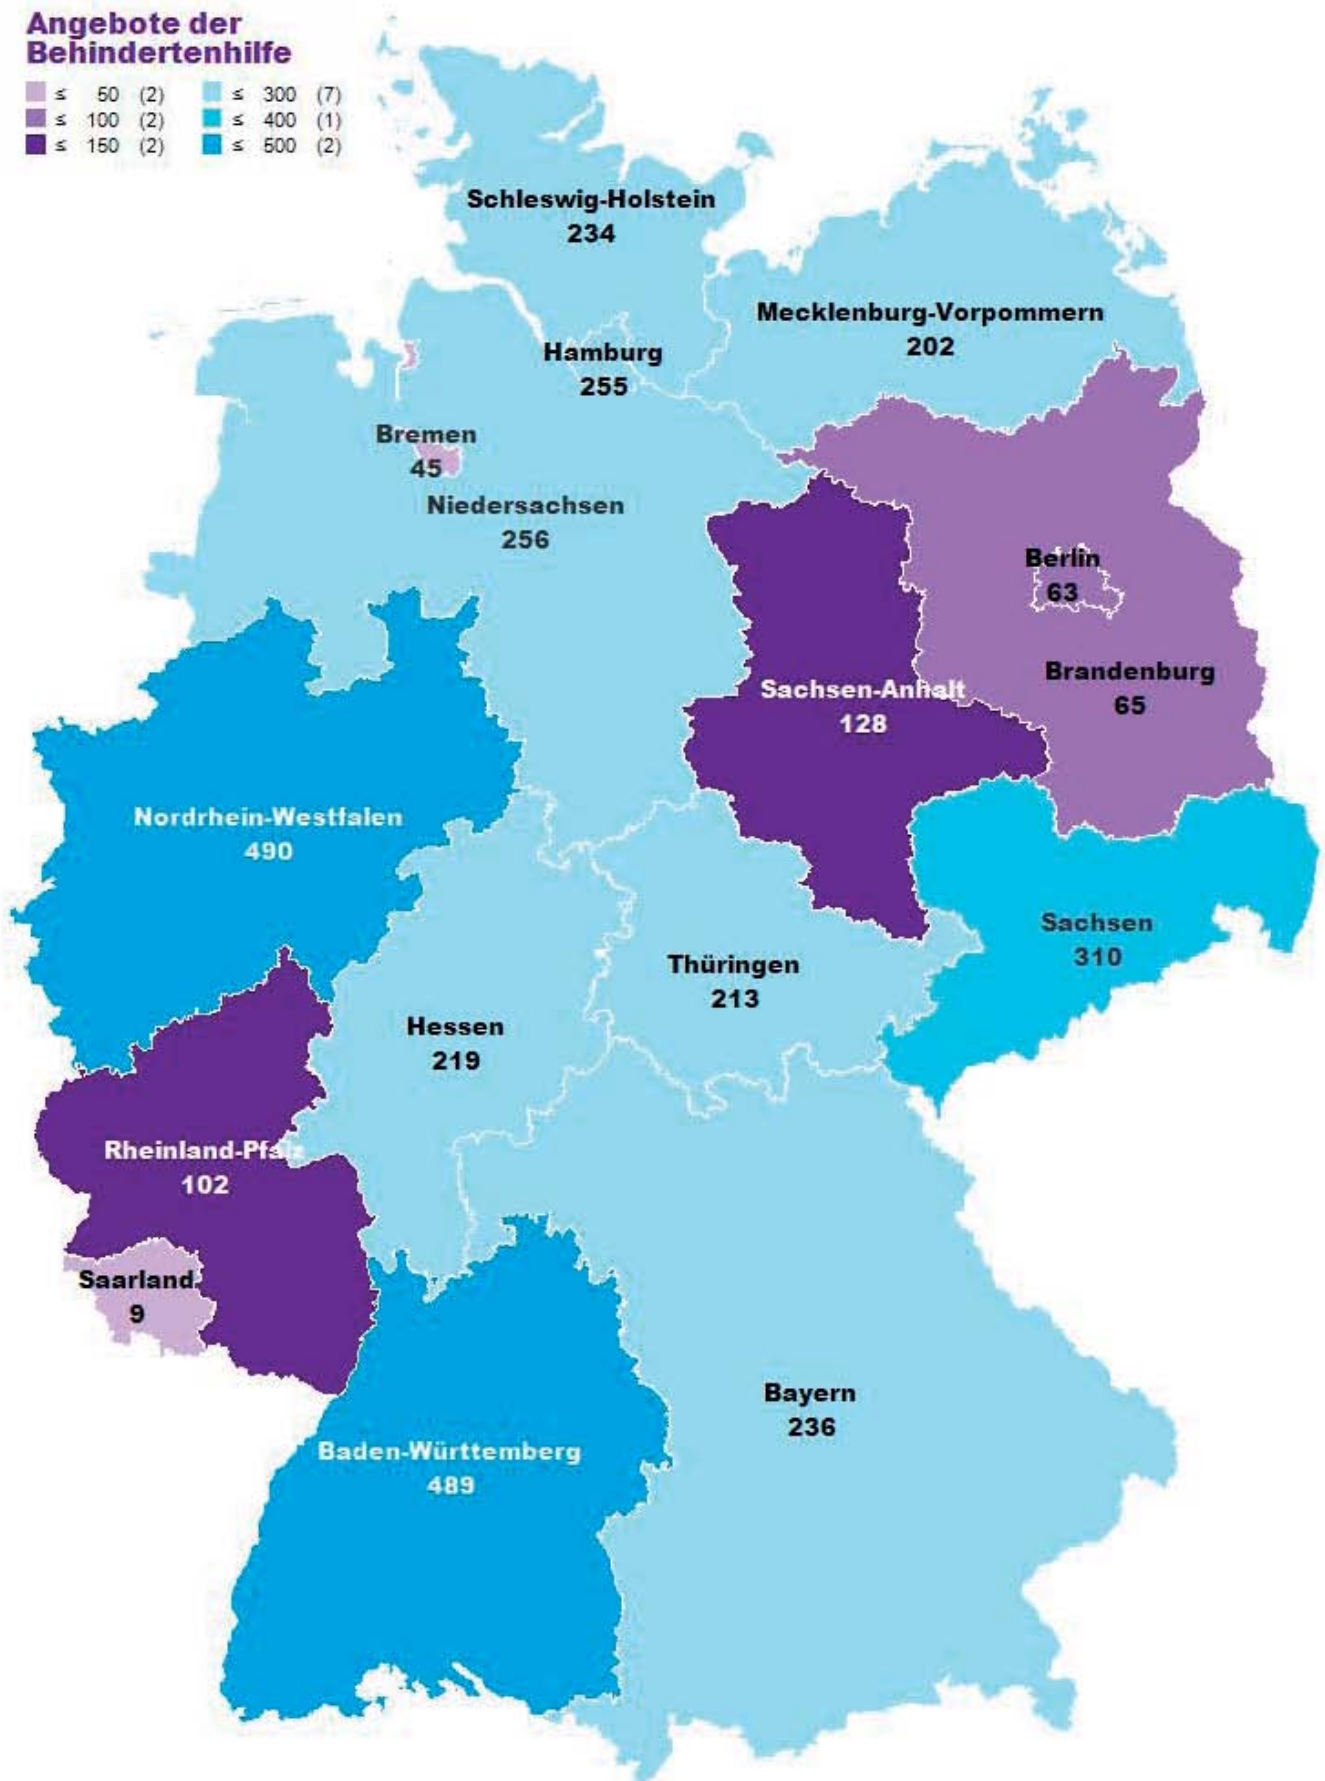 Angebote der
Behindertenhilfe
≤ 50 (2) ≤ 300 (7)
≤ 100 (2) ≤ 400 (1)
≤ 150 (2) ≤ 500 (2)
Schleswig-Holstein
234
Mecklenburg-Vorpommern
202
Hamburg
255
Bremen
45
Niedersachsen
256
Berlin
63
Brandenburg
65
Sachsen-Anhalt
128
Nordrhein-Westfalen
490
Sachsen
310
Thüringen
213
Hessen
219
Rheinland-Pfalz
102
Saarland
9
Bayern
236
Baden-Württemberg
489